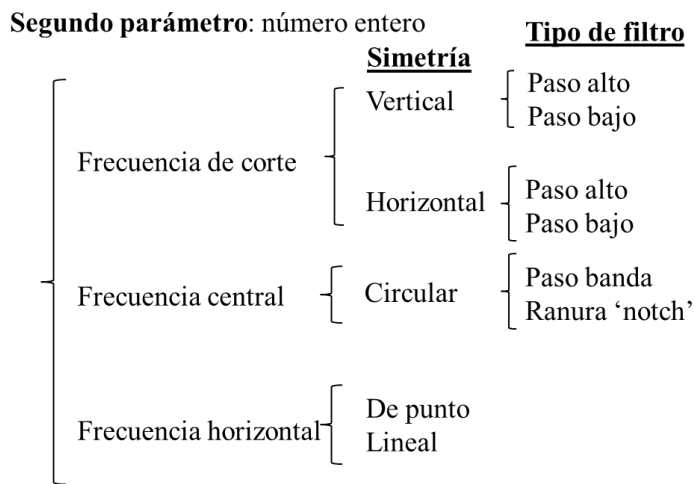 Segundo parámetro: número entero
Simetría
Tipo de filtro
Frecuencia de corte
Vertical
Paso alto
Paso bajo
Horizontal
Paso alto
Paso bajo
Frecuencia central
Circular
Paso banda
Ranura ‘notch’
Frecuencia horizontal
De punto
Lineal